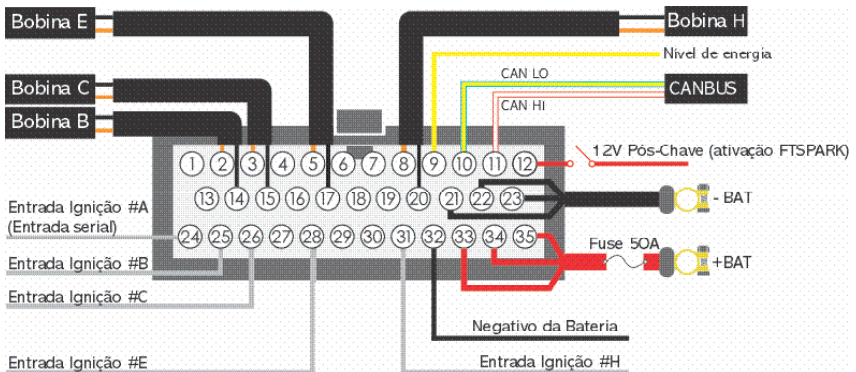 Bobina E
Bobina H
Nível de energia
CAN LO
CANBUS
CAN HI
Bobina C
Bobina B
1 2 3 4 5 6 7 8 9 10 11 12
12V Pós-Chave (ativação FTSPARK)
13 14 15 16 17 18 19 20 21 22 23
- BAT
Entrada Ignição #A
(Entrada serial)
24 25 26 27 28 29 30 31 32 33 34 35
Fuse 50A
+BAT
Entrada Ignição #B
Entrada Ignição #C
Negativo da Bateria
Entrada Ignição #E
Entrada Ignição #H